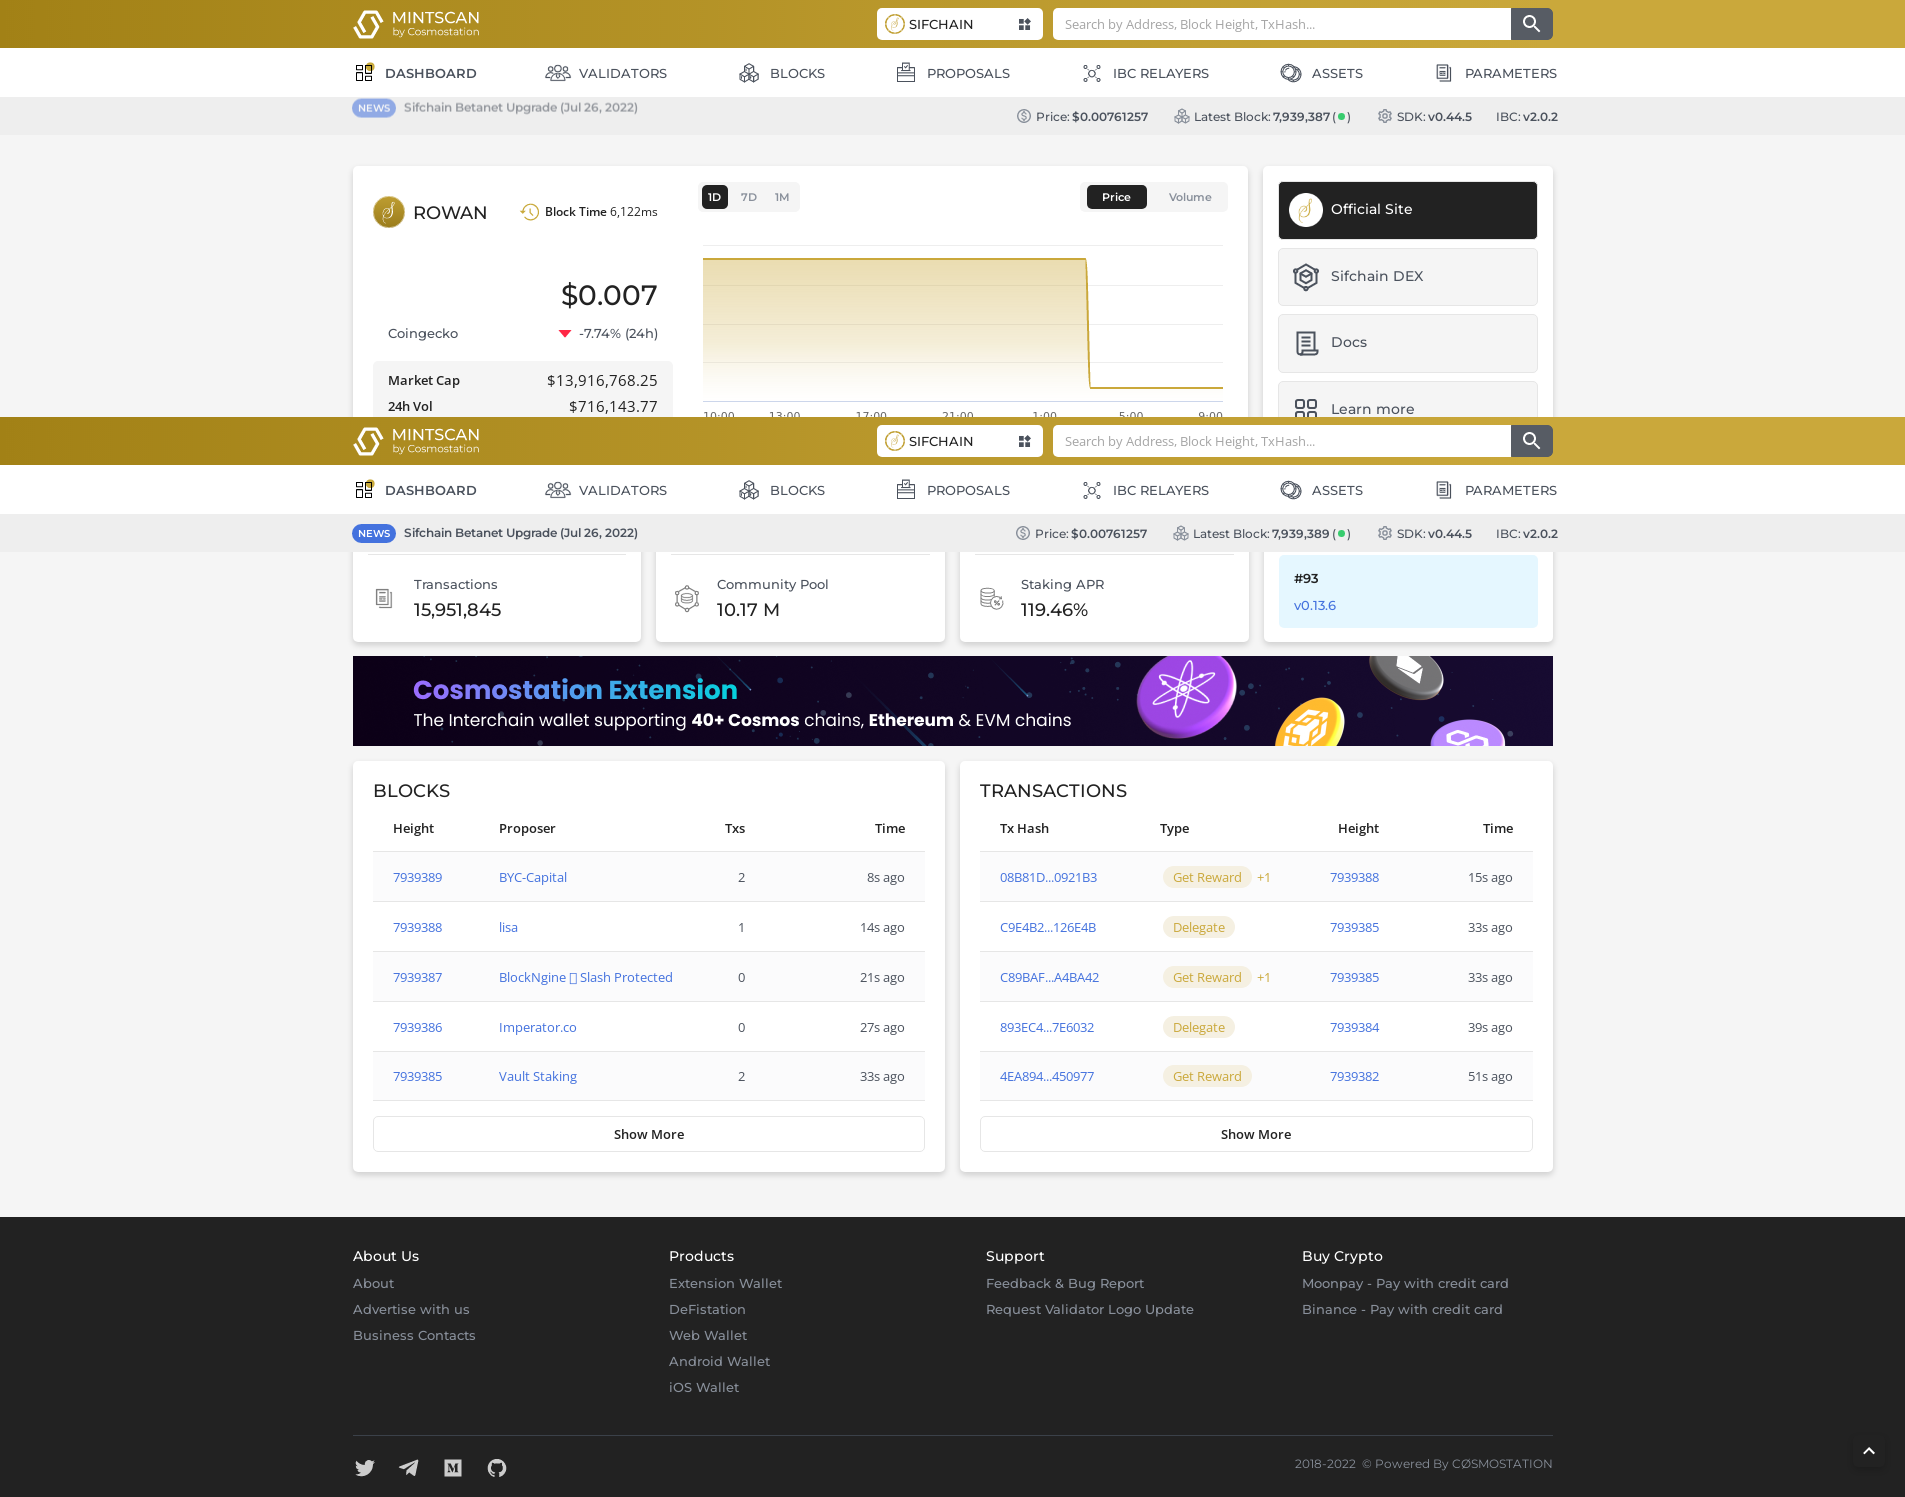 MINTSCAN
by Cosmostation
SIFCHAIN
Search by Address, Block Height, TxHash...
DASHBOARD VALIDATORS BLOCKS PROPOSALS IBC RELAYERS ASSETS PARAMETERS
NEWS Sifchain Betanet Upgrade (Jul 26, 2022)
Price: $0.00761257 Latest Block: 7,939,387 ( ) SDK: v0.44.5 IBC: v2.0.2
ROWAN
Block Time 6,122ms
$0.007
Coingecko -7.74% (24h)
Market Cap $13,916,768.25
24h Vol $716,143.77
1D 7D 1M
Price Volume
10:00 13:00 17:00 21:00 1:00 5:00 9:00
Official Site
Sifchain DEX
Docs
Learn more
MINTSCAN
by Cosmostation
SIFCHAIN
Search by Address, Block Height, TxHash...
DASHBOARD VALIDATORS BLOCKS PROPOSALS IBC RELAYERS ASSETS PARAMETERS
NEWS Sifchain Betanet Upgrade (Jul 26, 2022)
Price: $0.00761257 Latest Block: 7,939,389 ( ) SDK: v0.44.5 IBC: v2.0.2
Transactions
15,951,845
Community Pool
10.17 M
Staking APR
119.46%
#93
v0.13.6
Cosmostation Extension
The Interchain wallet supporting 40+ Cosmos chains, Ethereum & EVM chains
BLOCKS
Height Proposer Txs Time
7939389 BYC-Capital 2 8s ago
7939388 lisa 1 14s ago
7939387 BlockNgine Slash Protected 0 21s ago
7939386 Imperator.co 0 27s ago
7939385 Vault Staking 2 33s ago
Show More
TRANSACTIONS
Tx Hash Type Height Time
08B81D...0921B3 Get Reward +1 7939388 15s ago
C9E4B2...126E4B Delegate 7939385 33s ago
C89BAF...A4BA42 Get Reward +1 7939385 33s ago
893EC4...7E6032 Delegate 7939384 39s ago
4EA894...450977 Get Reward 7939382 51s ago
Show More
About Us
About
Advertise with us
Business Contacts
Products
Extension Wallet
DeFistation
Web Wallet
Android Wallet
iOS Wallet
Support
Feedback & Bug Report
Request Validator Logo Update
Buy Crypto
Moonpay - Pay with credit card
Binance - Pay with credit card
2018-2022 © Powered By CØSMOSTATION